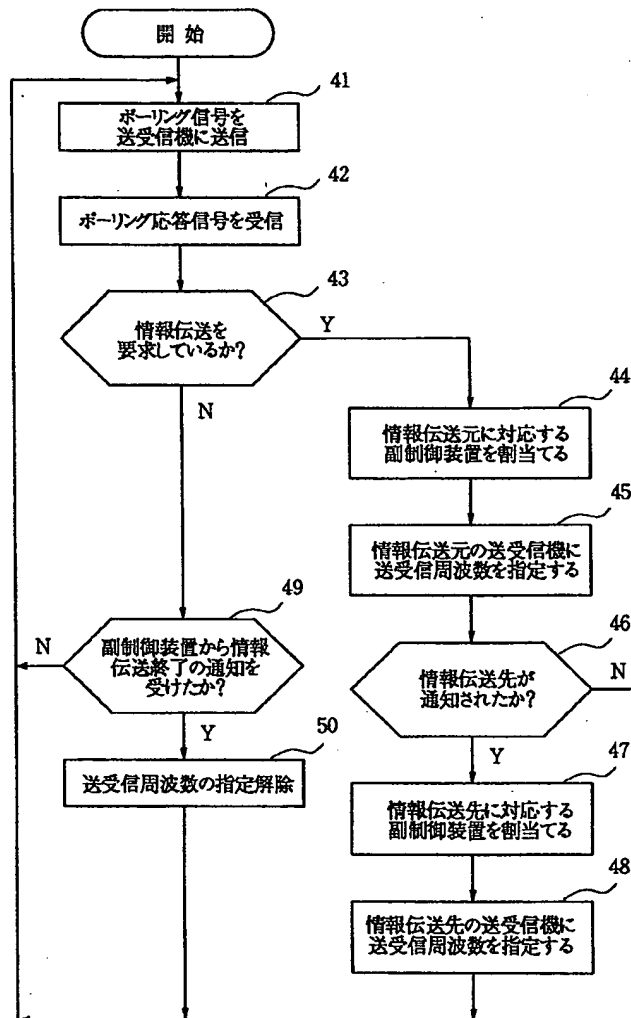 開始
41
ポーリング信号を
送受信機に送信
42
ポーリング応答信号を受信
43
情報伝送を
要求しているか?
Y
N
44
情報伝送元に対応する
副制御装置を割当てる
45
情報伝送元の送受信機に
送受信周波数を指定する
46
情報伝送先が
通知されたか?
N
Y
47
情報伝送先に対応する
副制御装置を割当てる
48
情報伝送先の送受信機に
送受信周波数を指定する
49
副制御装置から情報
伝送終了の通知を
受けたか?
N
Y
50
送受信周波数の指定解除